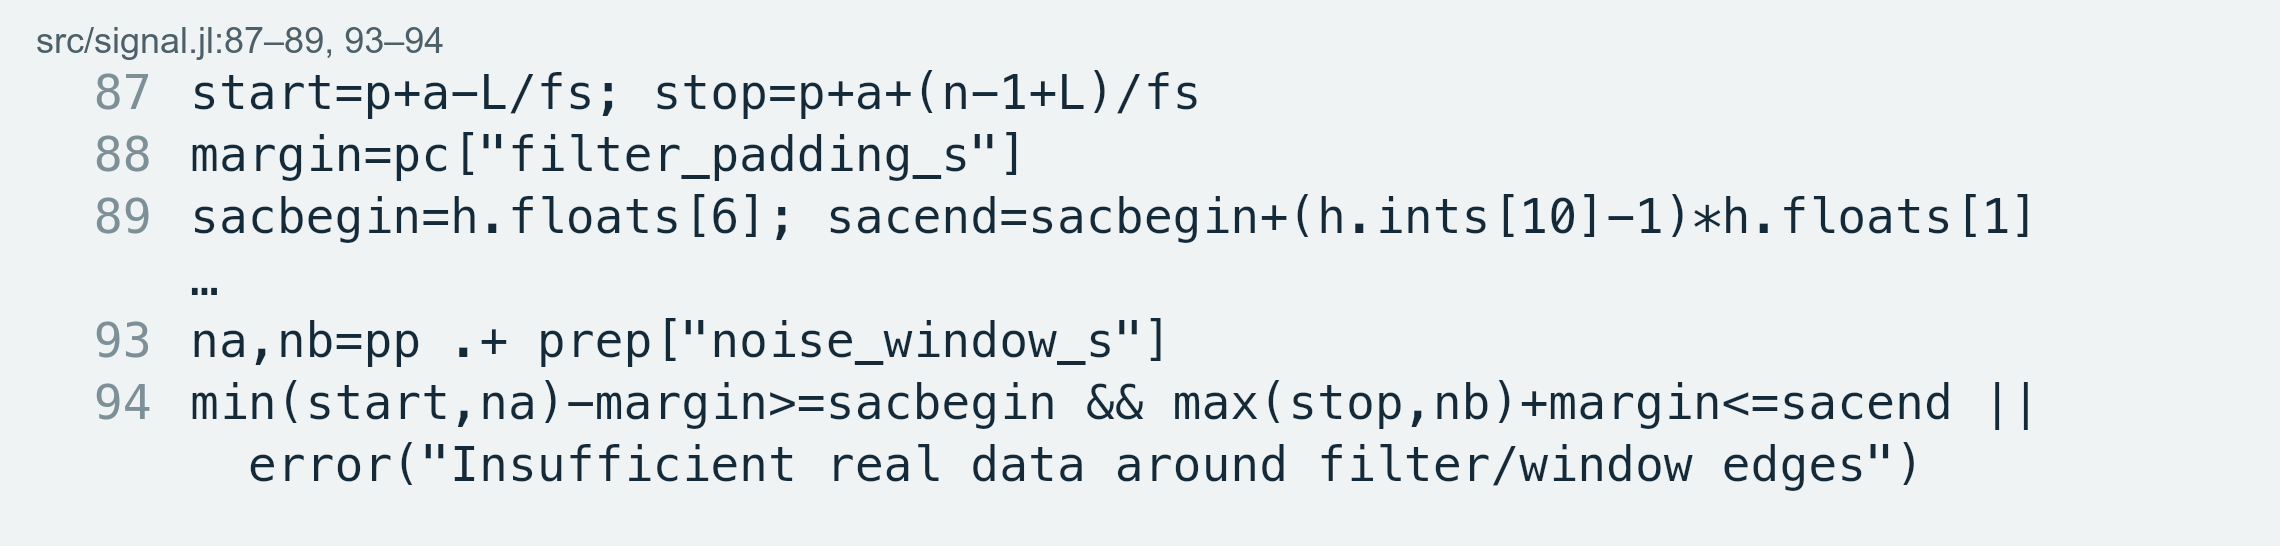 src/signal.jl:87–89, 93–94
87 start=p+a−L/fs; stop=p+a+(n−1+L)/fs
88 margin=pc["filter_padding_s"]
89 sacbegin=h.floats[6]; sacend=sacbegin+(h.ints[10]−1)*h.floats[1]
…
93 na,nb=pp .+ prep["noise_window_s"]
94 min(start,na)−margin>=sacbegin && max(stop,nb)+margin<=sacend ||
error("Insufficient real data around filter/window edges")